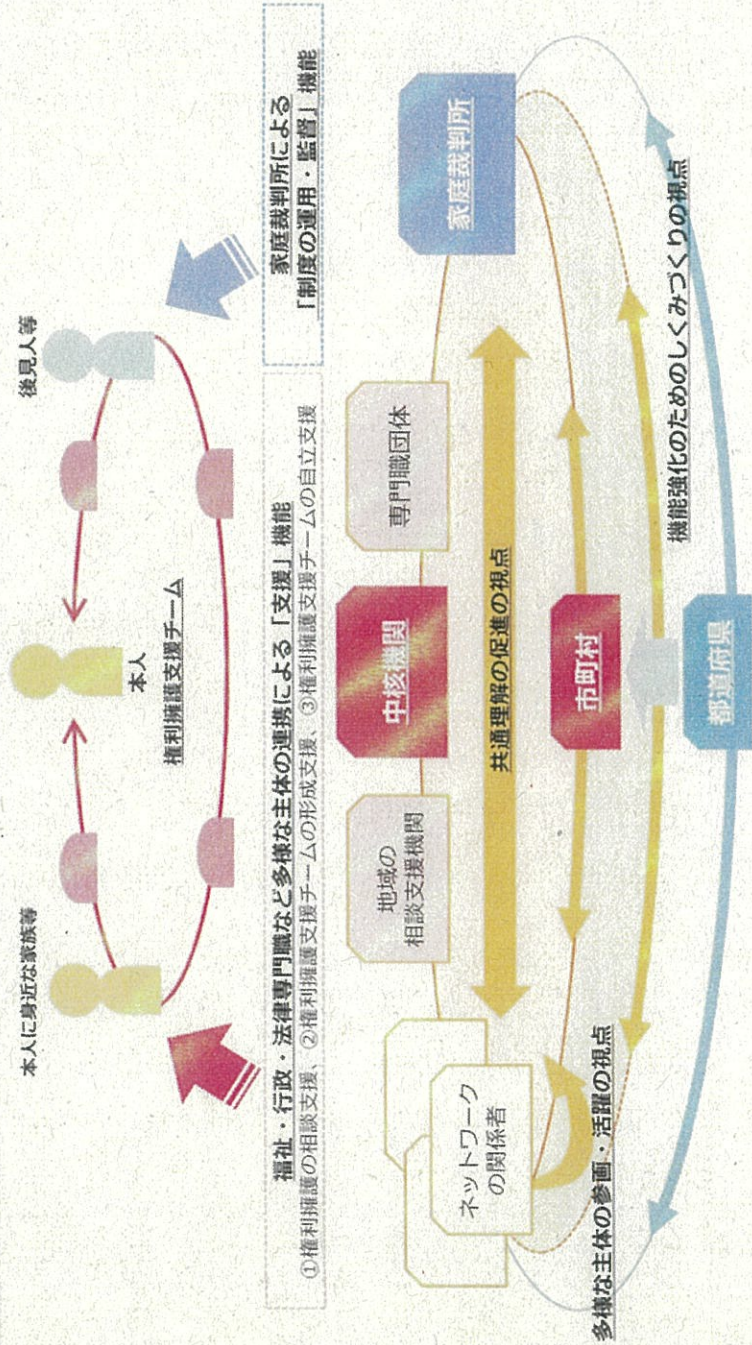 本人に身近な家族等
後見人等
本人
権利擁護支援チーム
福祉・行政・法律専門職など多様な主体の連携による「支援」機能
①権利擁護の相談支援、②権利擁護支援チームの形成支援、③権利擁護支援チームの自立支援
家庭裁判所による
「制度の運用・監督」機能
ネットワーク
の関係者
地域の
相談支援機関
中核機関
専門職団体
家庭裁判所
共通理解の促進の視点
市町村
多様な主体の参画・活躍の視点
機能強化のためのしくみづくりの視点
都道府県